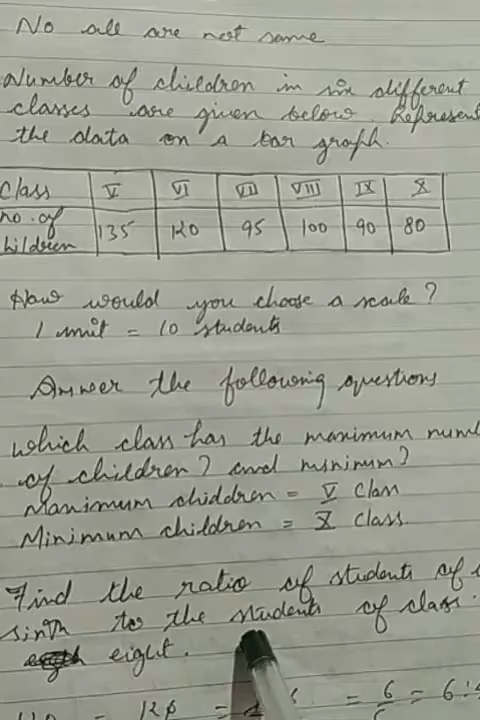 No all are not same
Number of children in six different
classes are given below. Represent
the data on a bar graph.
Class V VI VII VIII IX X
no. of children 135 120 95 100 90 80
How would you choose a scale?
1 unit = 10 students
Answer the following questions
which class has the maximum num
of children? and minimum?
Maximum children = V Class
Minimum children = X Class.
Find the ratio of students of
sixth to the students of class
eight.
= 120 = 6 = 6: